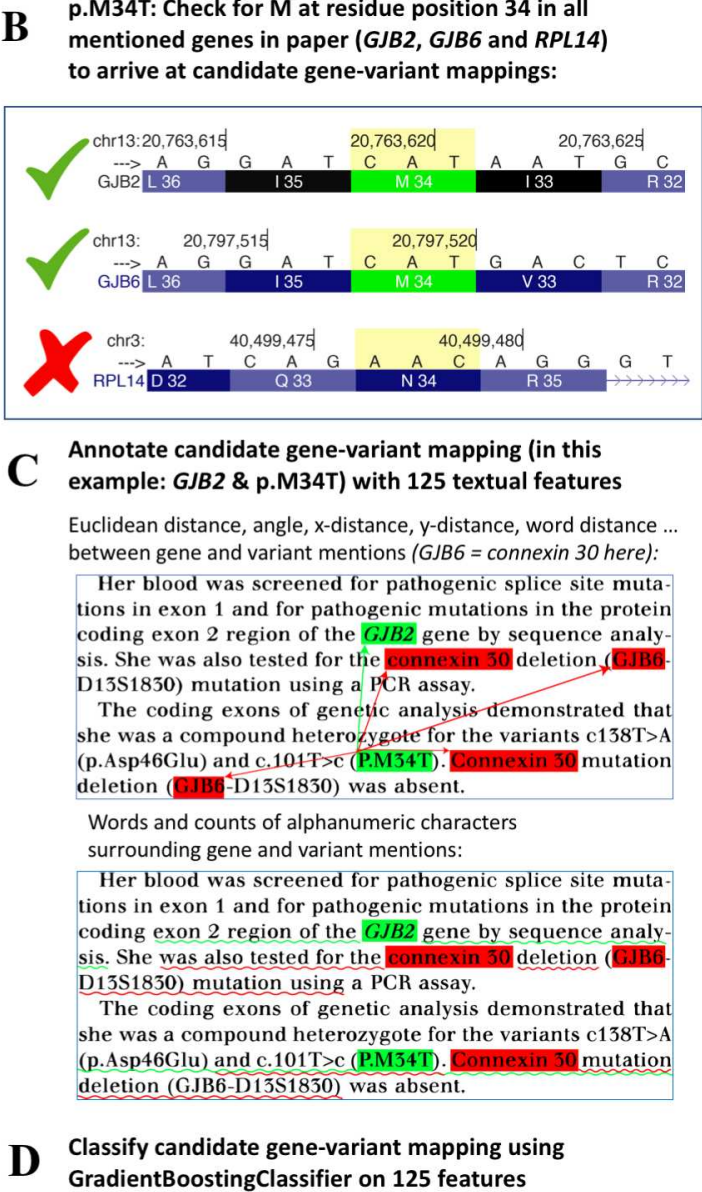 B
p.M34T: Check for M at residue position 34 in all
mentioned genes in paper (GJB2, GJB6 and RPL14)
to arrive at candidate gene-variant mappings:
chr13:20,763,615| 20,763,620| 20,763,625|
---> A G G A T C A T A A T G C
GJB2 L 36 I 35 M 34 I 33 R 32
chr13: 20,797,515| 20,797,520|
---> A G G A T C A T G A C T C
GJB6 L 36 I 35 M 34 V 33 R 32
chr3: 40,499,475| 40,499,480|
---> A T C A G A A C A G G G T
RPL14 D 32 Q 33 N 34 R 35
C
Annotate candidate gene-variant mapping (in this
example: GJB2 & p.M34T) with 125 textual features
Euclidean distance, angle, x-distance, y-distance, word distance ...
between gene and variant mentions (GJB6 = connexin 30 here):
Her blood was screened for pathogenic splice site muta-
tions in exon 1 and for pathogenic mutations in the protein
coding exon 2 region of the GJB2 gene by sequence analy-
sis. She was also tested for the connexin 30 deletion (GJB6-
D13S1830) mutation using a PCR assay.
The coding exons of genetic analysis demonstrated that
she was a compound heterozygote for the variants c138T>A
(p.Asp46Glu) and c.101T>c (P.M34T). Connexin 30 mutation
deletion (GJB6-D13S1830) was absent.
Words and counts of alphanumeric characters
surrounding gene and variant mentions:
Her blood was screened for pathogenic splice site muta-
tions in exon 1 and for pathogenic mutations in the protein
coding exon 2 region of the GJB2 gene by sequence analy-
sis. She was also tested for the connexin 30 deletion (GJB6-
D13S1830) mutation using a PCR assay.
The coding exons of genetic analysis demonstrated that
she was a compound heterozygote for the variants c138T>A
(p.Asp46Glu) and c.101T>c (P.M34T). Connexin 30 mutation
deletion (GJB6-D13S1830) was absent.
D
Classify candidate gene-variant mapping using
GradientBoostingClassifier on 125 features